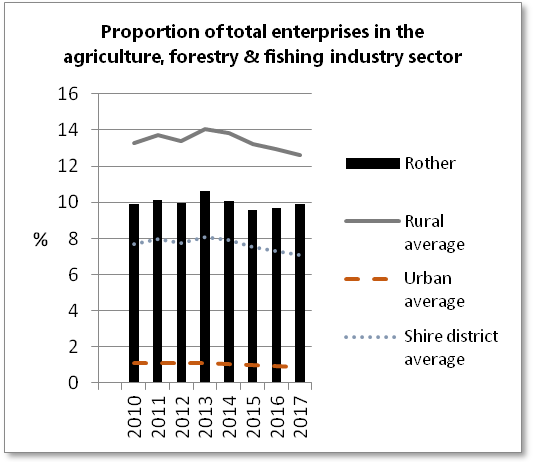 Proportion of total enterprises in the
agriculture, forestry & fishing industry sector
16
14
12
10
8
6
4
2
0
%
2010
2011
2012
2013
2014
2015
2016
2017
Rother
Rural
average
Urban
average
Shire district
average